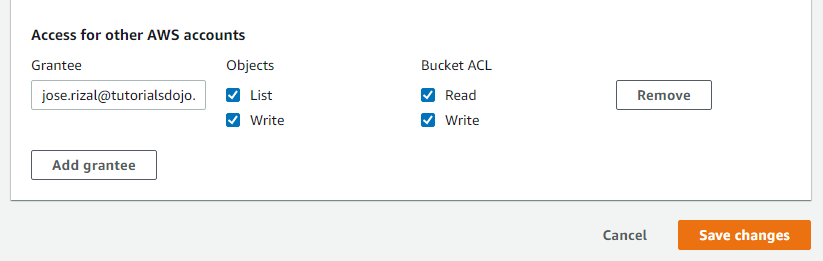 Access for other AWS accounts
Grantee Objects Bucket ACL
jose.rizal@tutorialsdojo. List Read Remove
Write Write
Add grantee
Cancel Save changes